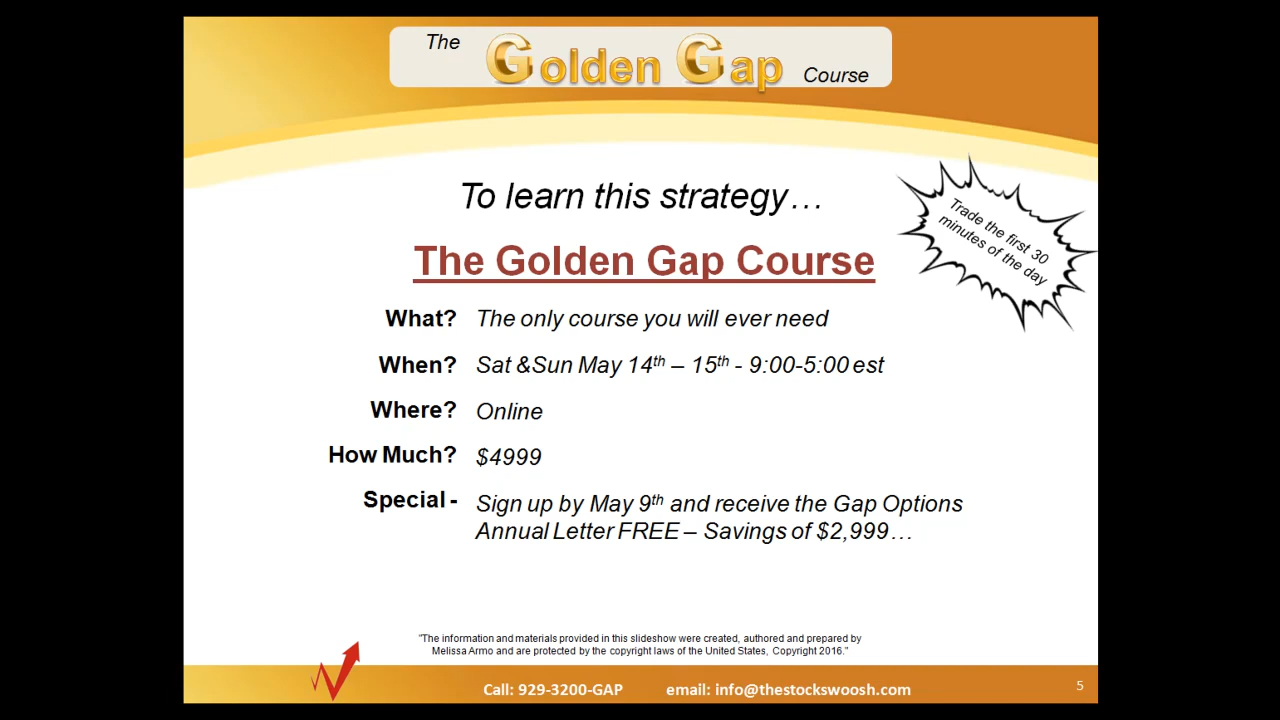 The Golden Gap Course
To learn this strategy…
Trade the first 30
minutes of the day
The Golden Gap Course
What? The only course you will ever need
When? Sat &Sun May 14th – 15th - 9:00-5:00 est
Where? Online
How Much? $4999
Special - Sign up by May 9th and receive the Gap Options
Annual Letter FREE – Savings of $2,999…
"The information and materials provided in this slideshow were created, authored and prepared by
Melissa Armo and are protected by the copyright laws of the United States, Copyright 2016."
Call: 929-3200-GAP email: info@thestockswoosh.com
5